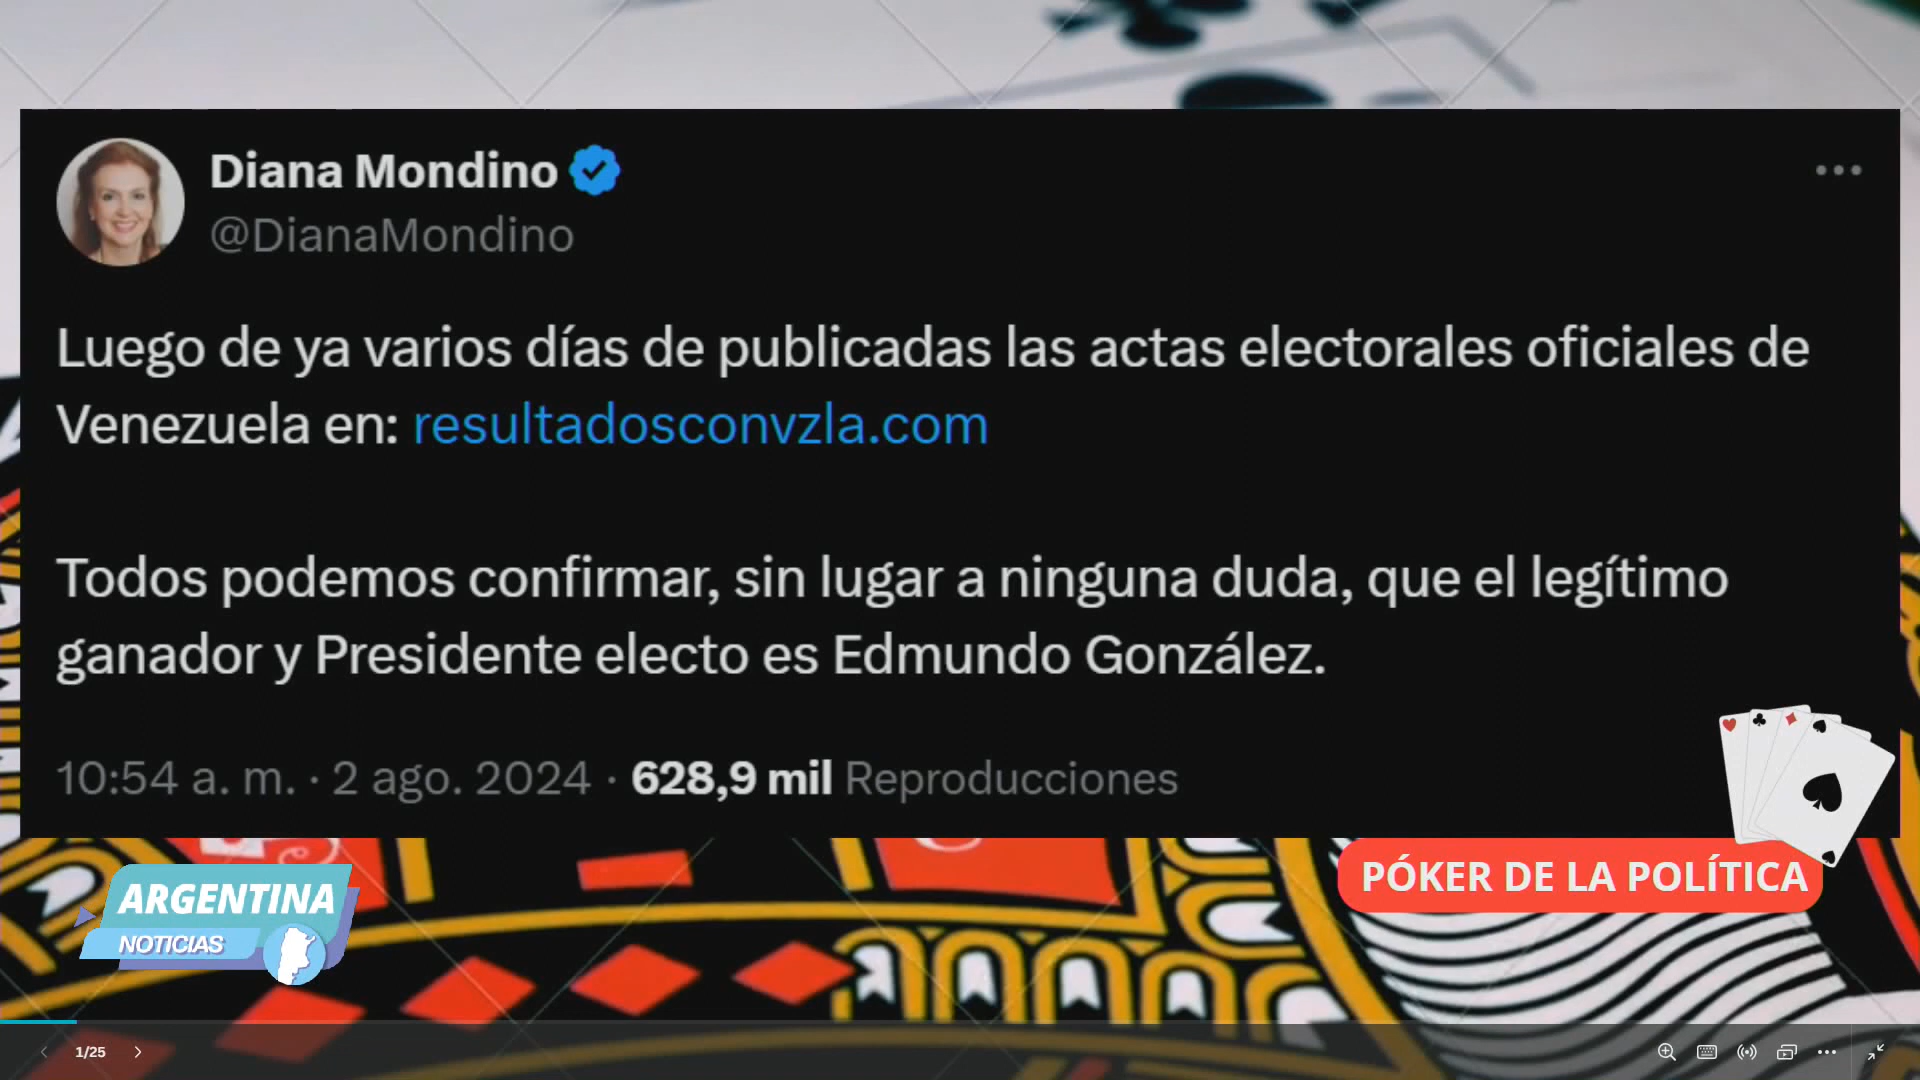 Diana Mondino
@DianaMondino
Luego de ya varios días de publicadas las actas electorales oficiales de
Venezuela en: resultadosconvzla.com
Todos podemos confirmar, sin lugar a ninguna duda, que el legítimo
ganador y Presidente electo es Edmundo González.
10:54 a. m. · 2 ago. 2024 · 628,9 mil Reproducciones
PÓKER DE LA POLÍTICA
ARGENTINA
NOTICIAS
1/25